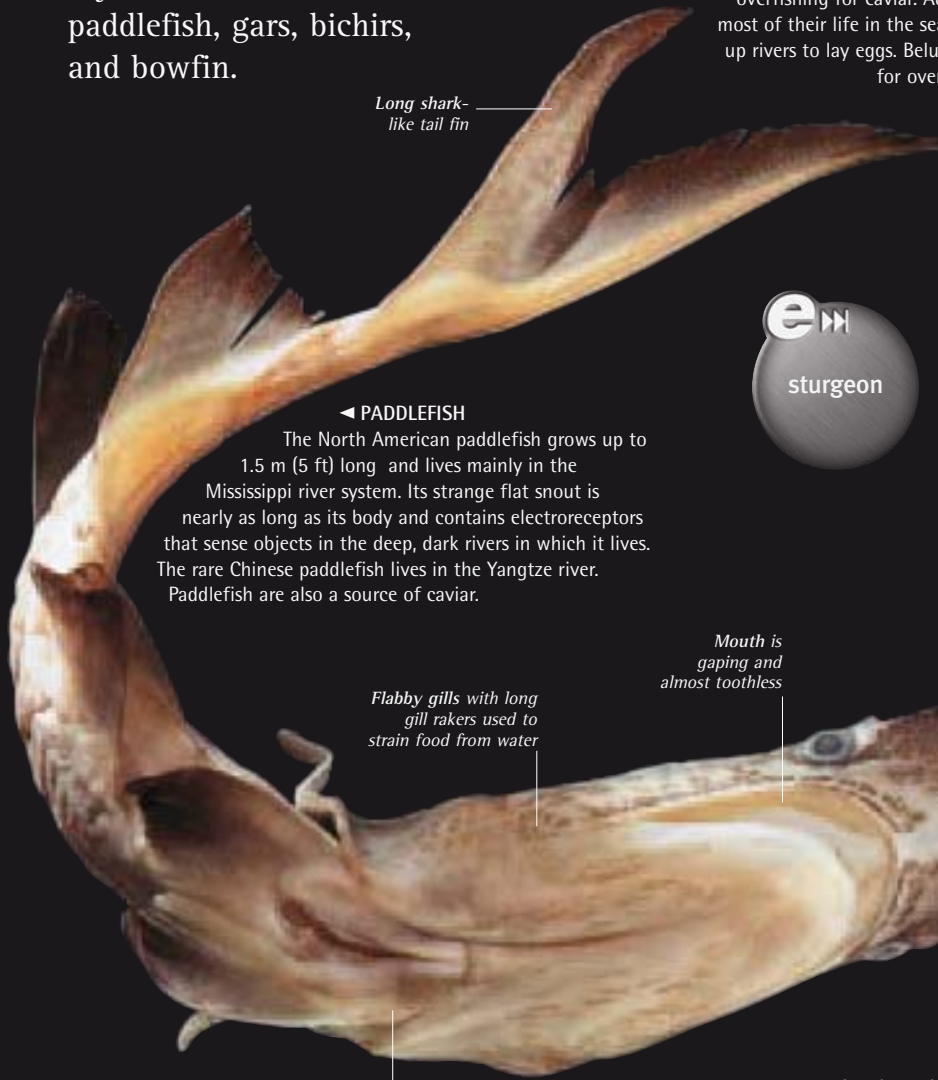 paddlefish, gars, bichirs,
and bowfin.
overfishing for caviar.
most of their life in the
up rivers to lay eggs.
for
Long shark-
like tail fin
e
sturgeon
◄ PADDLEFISH
The North American paddlefish grows up to
1.5 m (5 ft) long and lives mainly in the
Mississippi river system. Its strange flat snout is
nearly as long as its body and contains electroreceptors
that sense objects in the deep, dark rivers in which it lives.
The rare Chinese paddlefish lives in the Yangtze river.
Paddlefish are also a source of caviar.
Mouth is
gaping and
almost toothless
Flabby gills with long
gill rakers used to
strain food from water